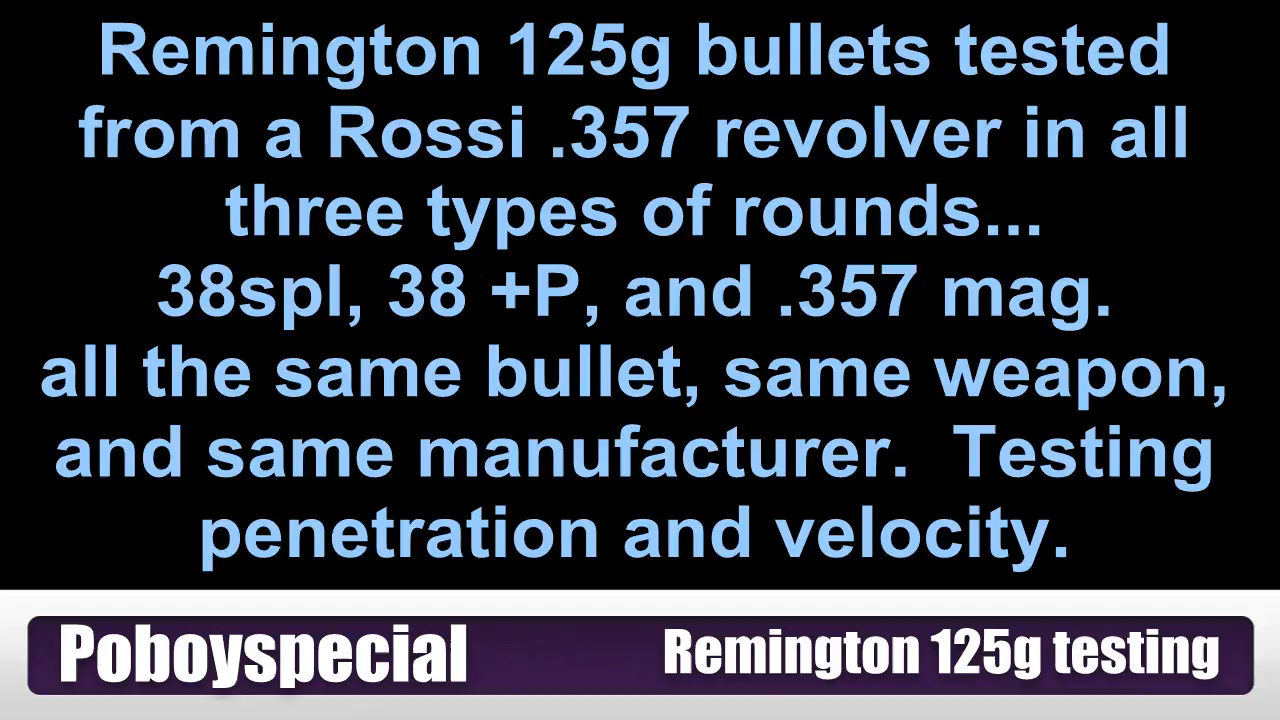 Remington 125g bullets tested
from a Rossi .357 revolver in all
three types of rounds...
38spl, 38 +P, and .357 mag.
all the same bullet, same weapon,
and same manufacturer.  Testing
penetration and velocity.
Poboyspecial
Remington 125g testing